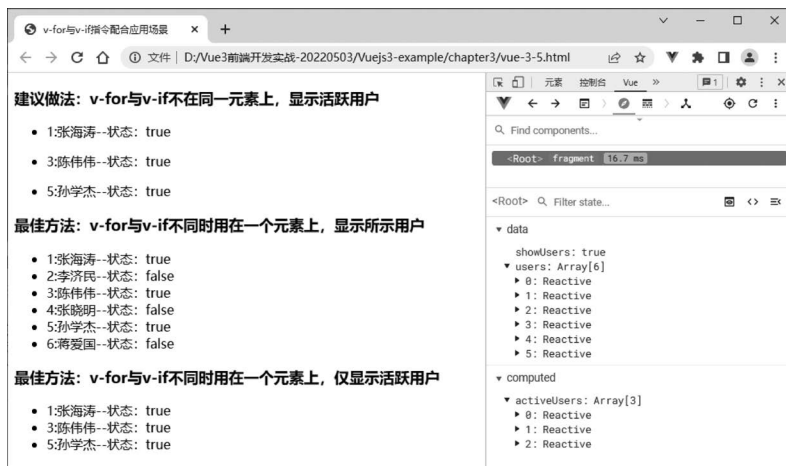 v-for与v-if指令配合应用场景
文件 | D:/Vue3前端开发实战-20220503/Vuejs3-example/chapter3/vue-3-5.html
建议做法：v-for与v-if不在同一元素上，显示活跃用户
1:张海涛--状态：true
3:陈伟伟--状态：true
5:孙学杰--状态：true
最佳方法：v-for与v-if不同时用在一个元素上，显示所示用户
1:张海涛--状态：true
2:李济民--状态：false
3:陈伟伟--状态：true
4:张晓明--状态：false
5:孙学杰--状态：true
6:蒋爱国--状态：false
最佳方法：v-for与v-if不同时用在一个元素上，仅显示活跃用户
1:张海涛--状态：true
3:陈伟伟--状态：true
5:孙学杰--状态：true
元素 控制台 Vue » 1
Find components...
<Root> fragment 16.7 ms
<Root> Filter state...
data
showUsers: true
users: Array[6]
0: Reactive
1: Reactive
2: Reactive
3: Reactive
4: Reactive
5: Reactive
computed
activeUsers: Array[3]
0: Reactive
1: Reactive
2: Reactive